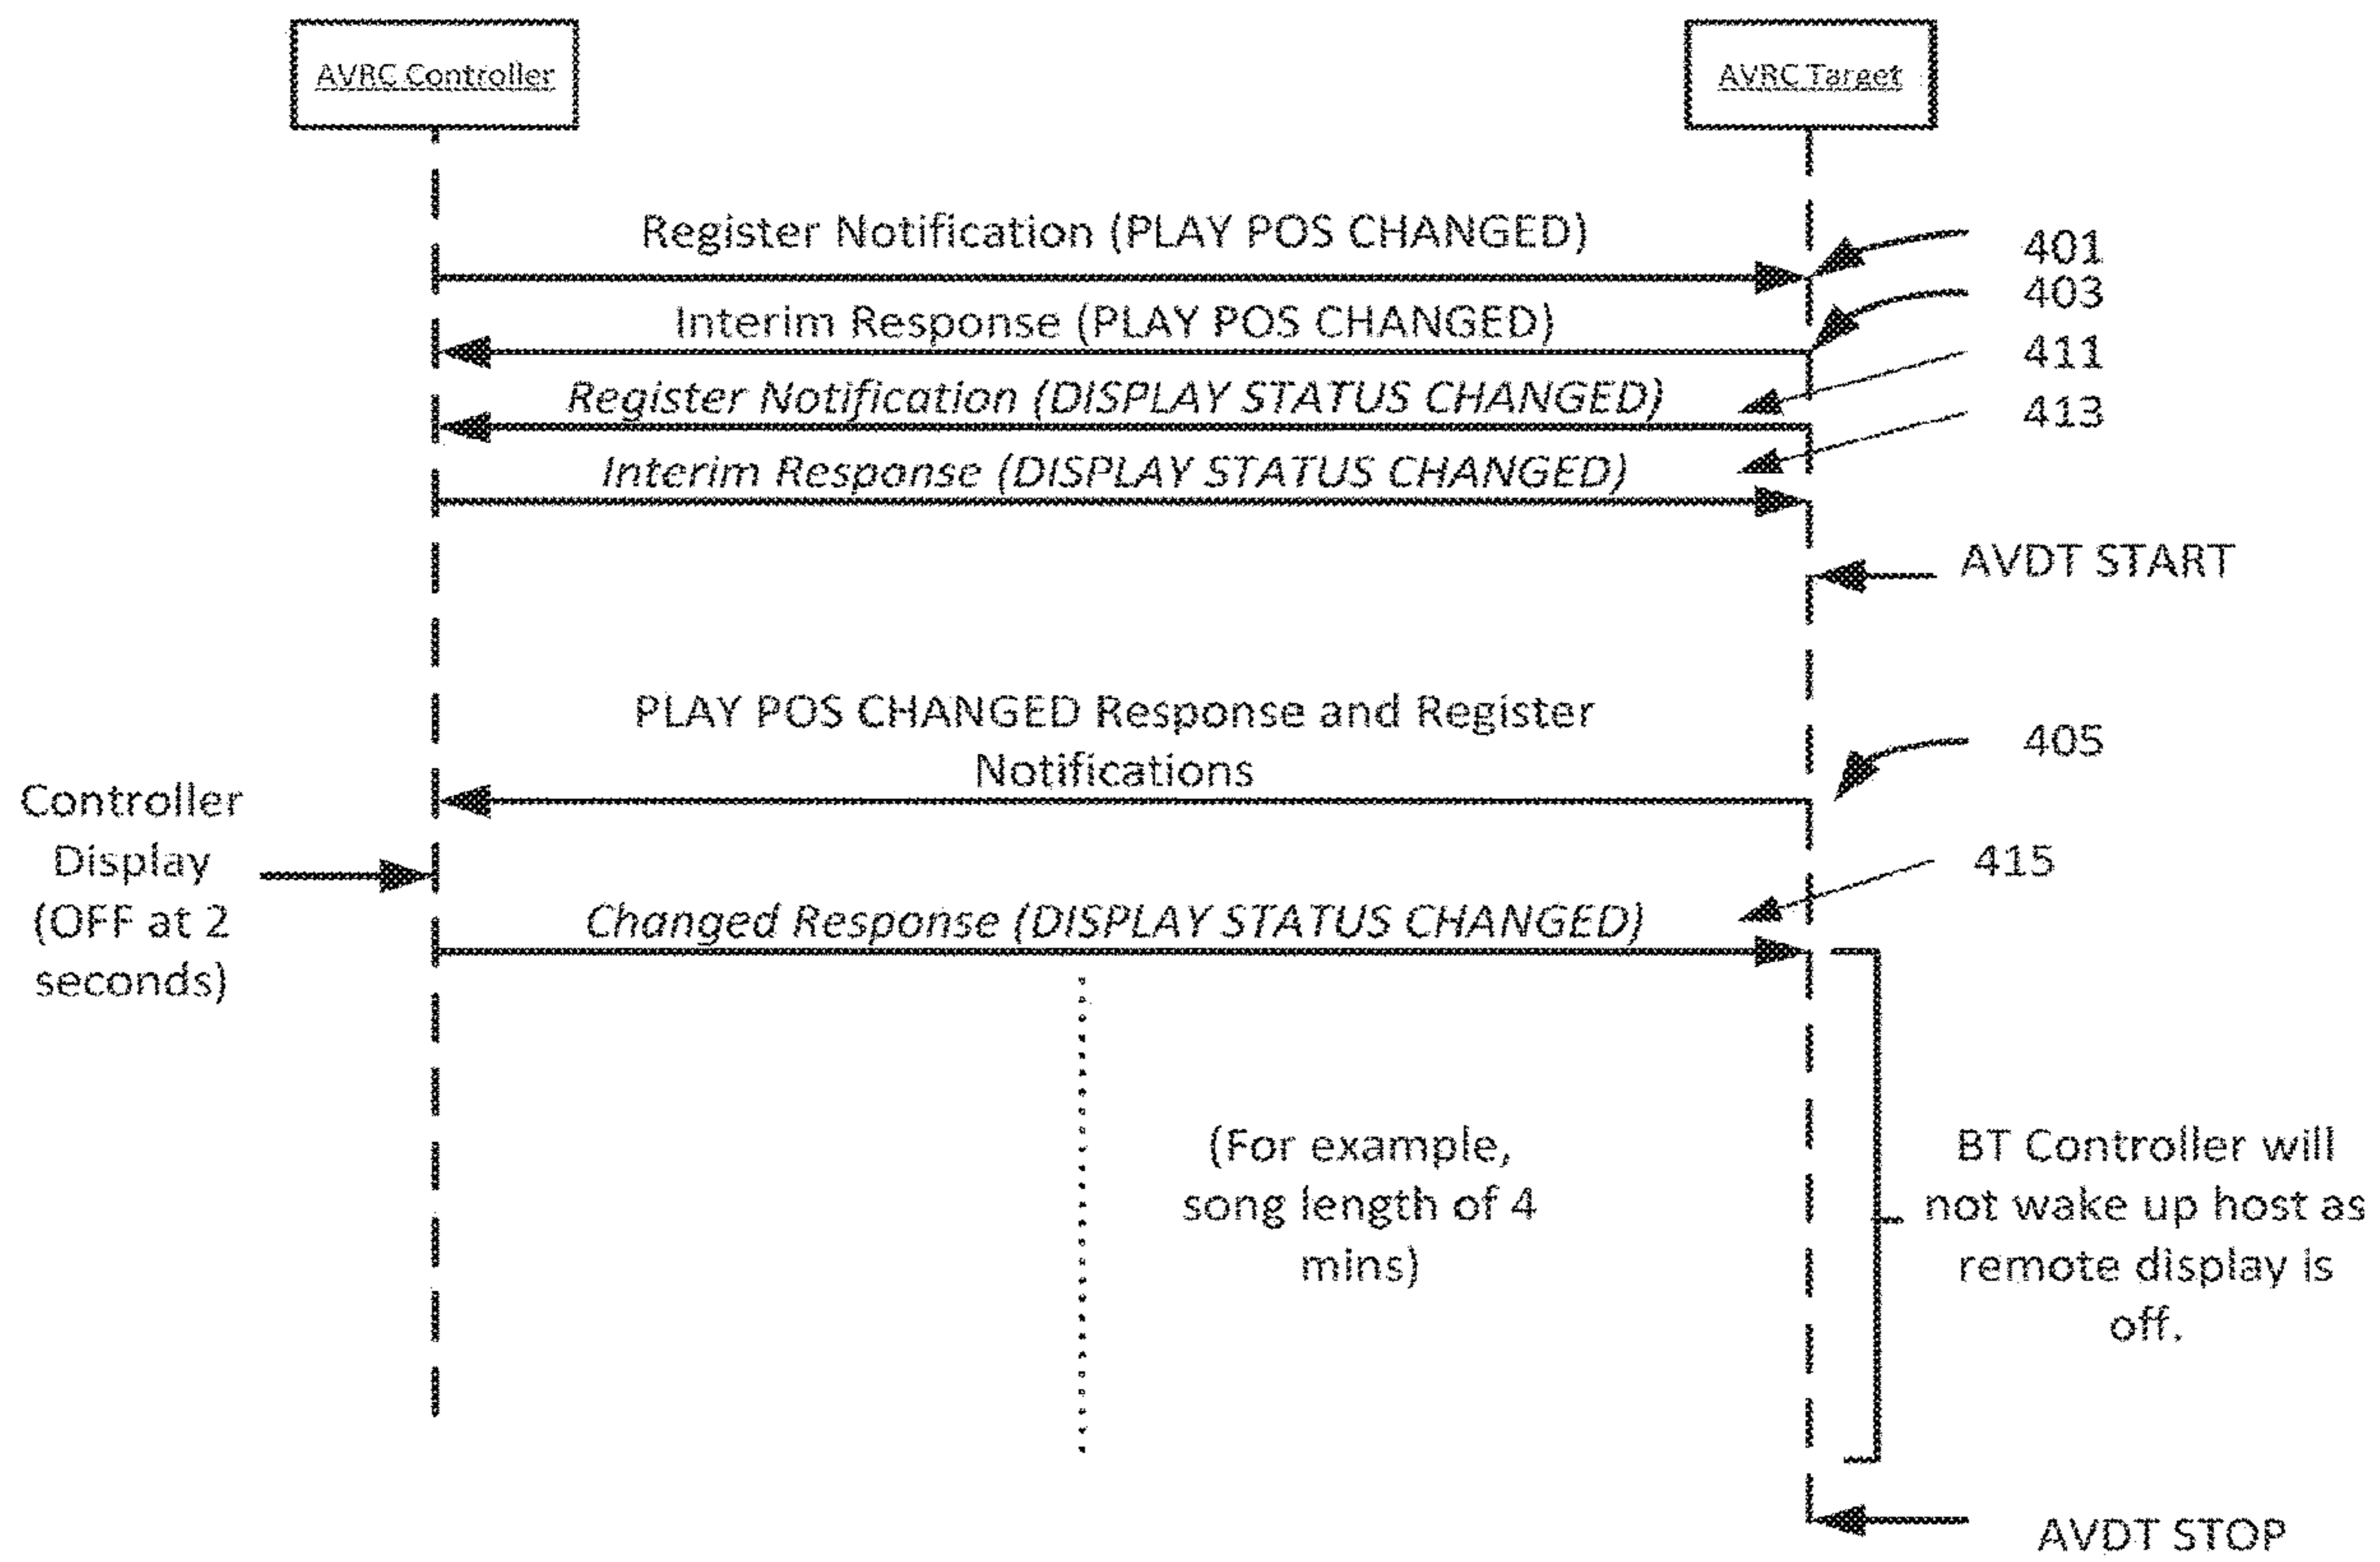 AVRC Controller
AVRC Target
Register Notification (PLAY POS CHANGED)
401
Interim Response (PLAY POS CHANGED)
403
Register Notification (DISPLAY STATUS CHANGED)
411
Interim Response (DISPLAY STATUS CHANGED)
413
AVDT START
PLAY POS CHANGED Response and Register
Notifications
405
Controller
Display
(OFF at 2
seconds)
Changed Response (DISPLAY STATUS CHANGED)
415
(For example,
song length of 4
mins)
BT Controller will
not wake up host as
remote display is
off.
AVDT STOP